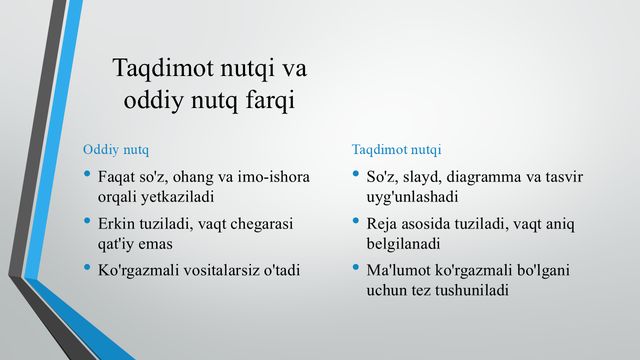 Taqdimot nutqi va
oddiy nutq farqi
Oddiy nutq
• Faqat so'z, ohang va imo-ishora
orqali yetkaziladi
• Erkin tuziladi, vaqt chegarasi
qat'iy emas
• Ko'rgazmali vositalarsiz o'tadi
Taqdimot nutqi
• So'z, slayd, diagramma va tasvir
uyg'unlashadi
• Reja asosida tuziladi, vaqt aniq
belgilanadi
• Ma'lumot ko'rgazmali bo'lgani
uchun tez tushuniladi